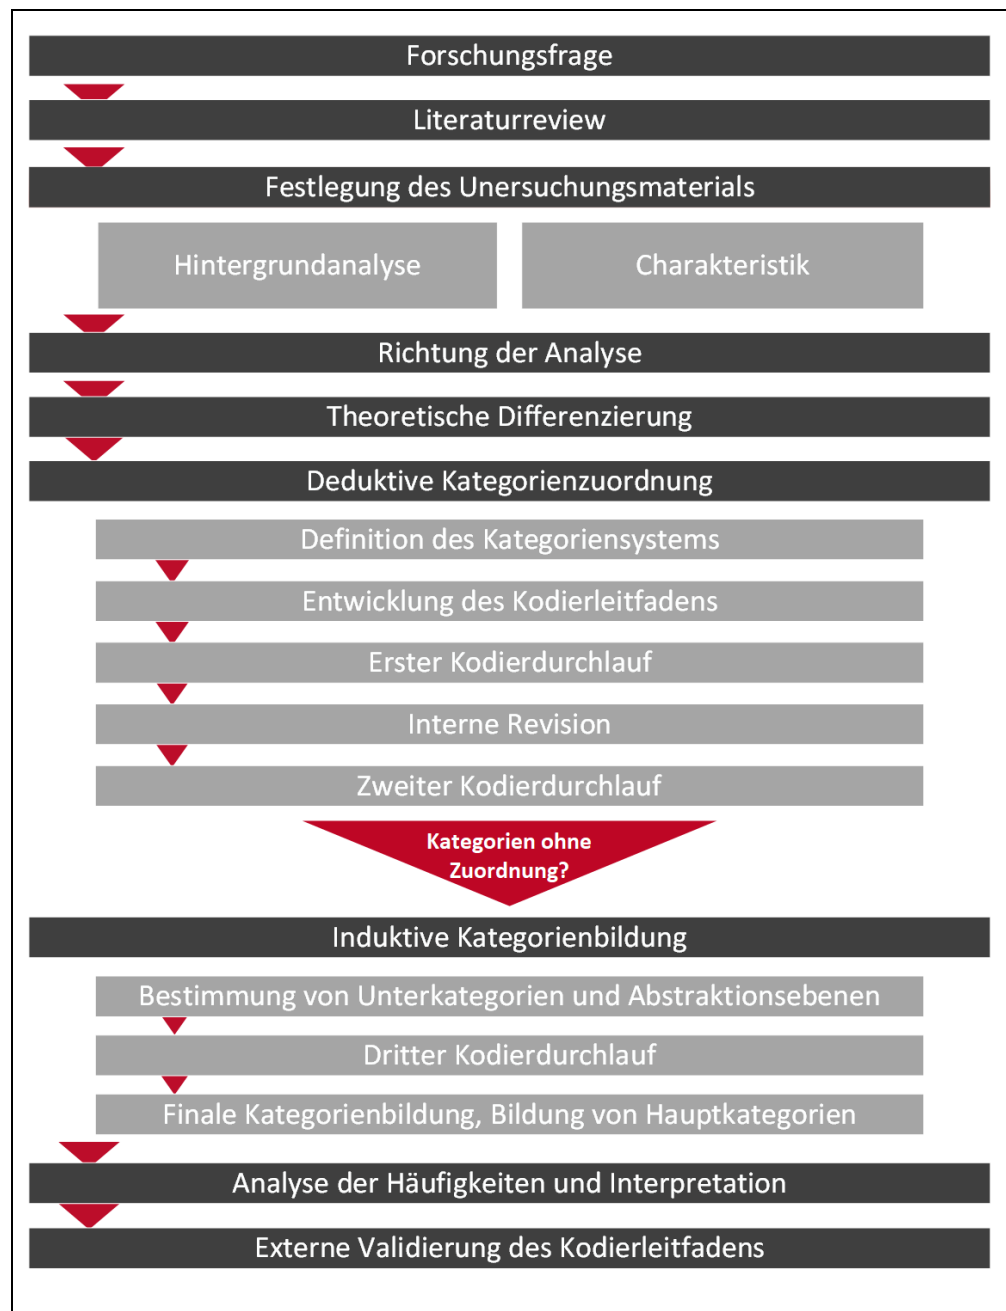 Forschungsfrage
Literaturreview
Festlegung des Unersuchungsmaterials
Hintergrundanalyse
Charakteristik
Richtung der Analyse
Theoretische Differenzierung
Deduktive Kategorienzuordnung
Definition des Kategoriensystems
Entwicklung des Kodierleitfadens
Erster Kodierdurchlauf
Interne Revision
Zweiter Kodierdurchlauf
Kategorien ohne
Zuordnung?
Induktive Kategorienbildung
Bestimmung von Unterkategorien und Abstraktionsebenen
Dritter Kodierdurchlauf
Finale Kategorienbildung, Bildung von Hauptkategorien
Analyse der Häufigkeiten und Interpretation
Externe Validierung des Kodierleitfadens